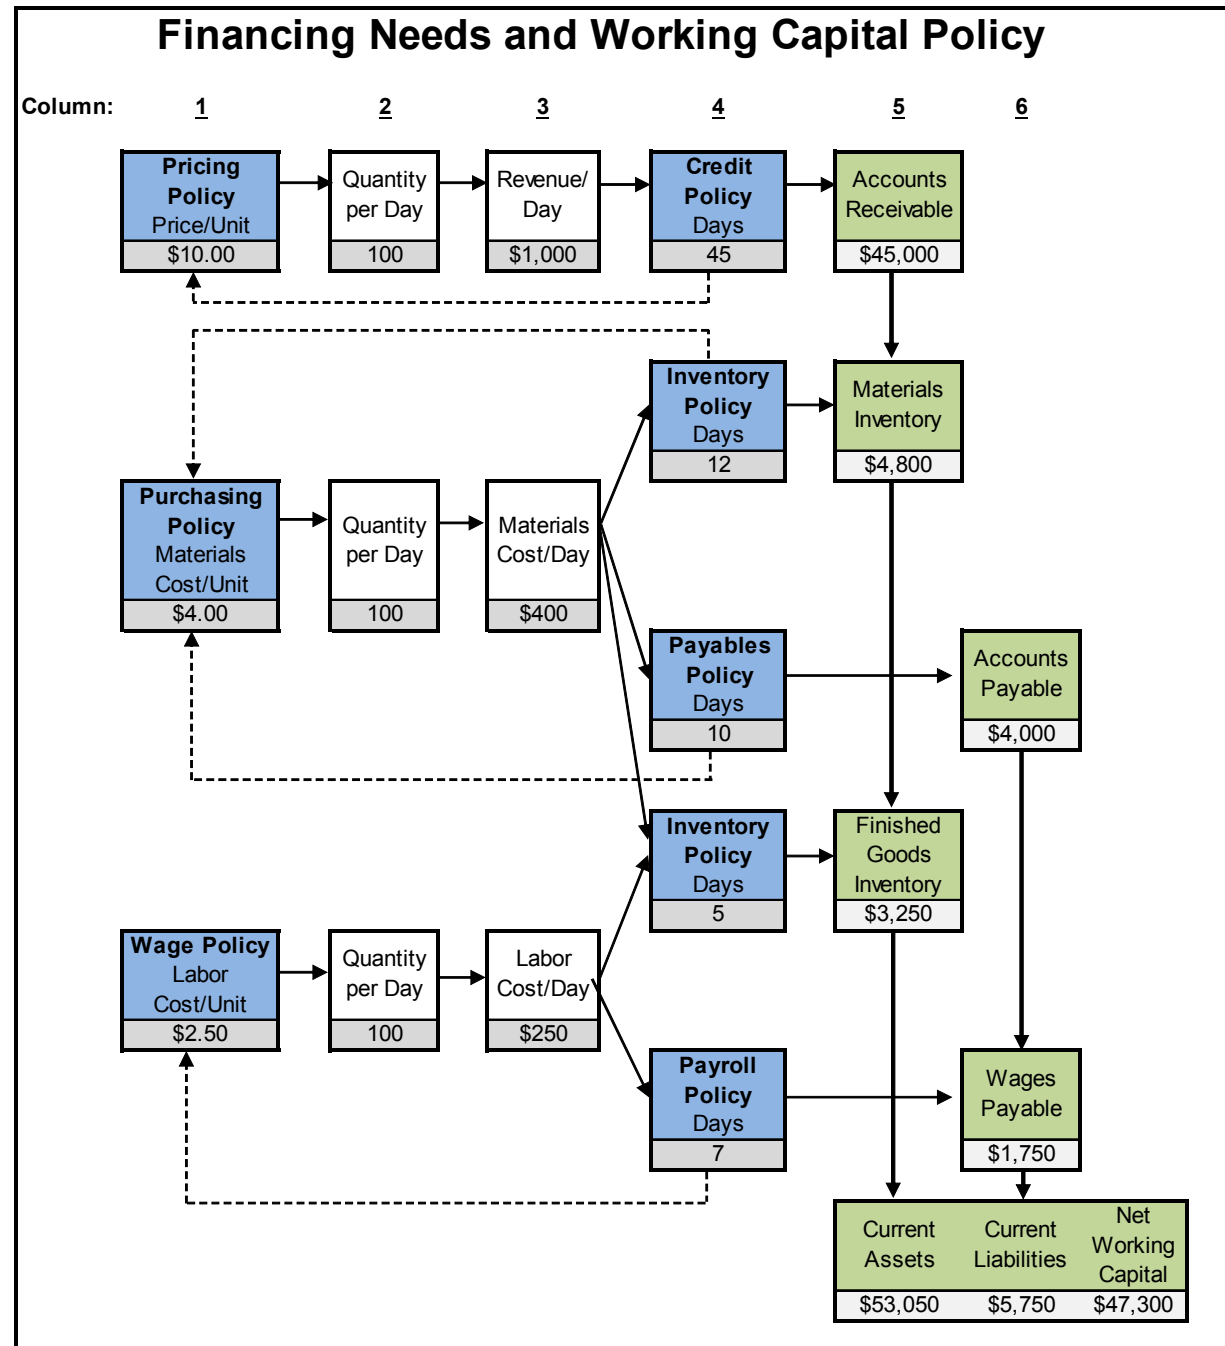 Financing Needs and Working Capital Policy
Column: 1 2 3 4 5 6
Pricing
Policy
Price/Unit
$10.00
Quantity
per Day
100
Revenue/
Day
$1,000
Credit
Policy
Days
45
Accounts
Receivable
$45,000
Inventory
Policy
Days
12
Materials
Inventory
$4,800
Purchasing
Policy
Materials
Cost/Unit
$4.00
Quantity
per Day
100
Materials
Cost/Day
$400
Payables
Policy
Days
10
Accounts
Payable
$4,000
Inventory
Policy
Days
5
Finished
Goods
Inventory
$3,250
Wage Policy
Labor
Cost/Unit
$2.50
Quantity
per Day
100
Labor
Cost/Day
$250
Payroll
Policy
Days
7
Wages
Payable
$1,750
Current
Assets
$53,050
Current
Liabilities
$5,750
Net
Working
Capital
$47,300